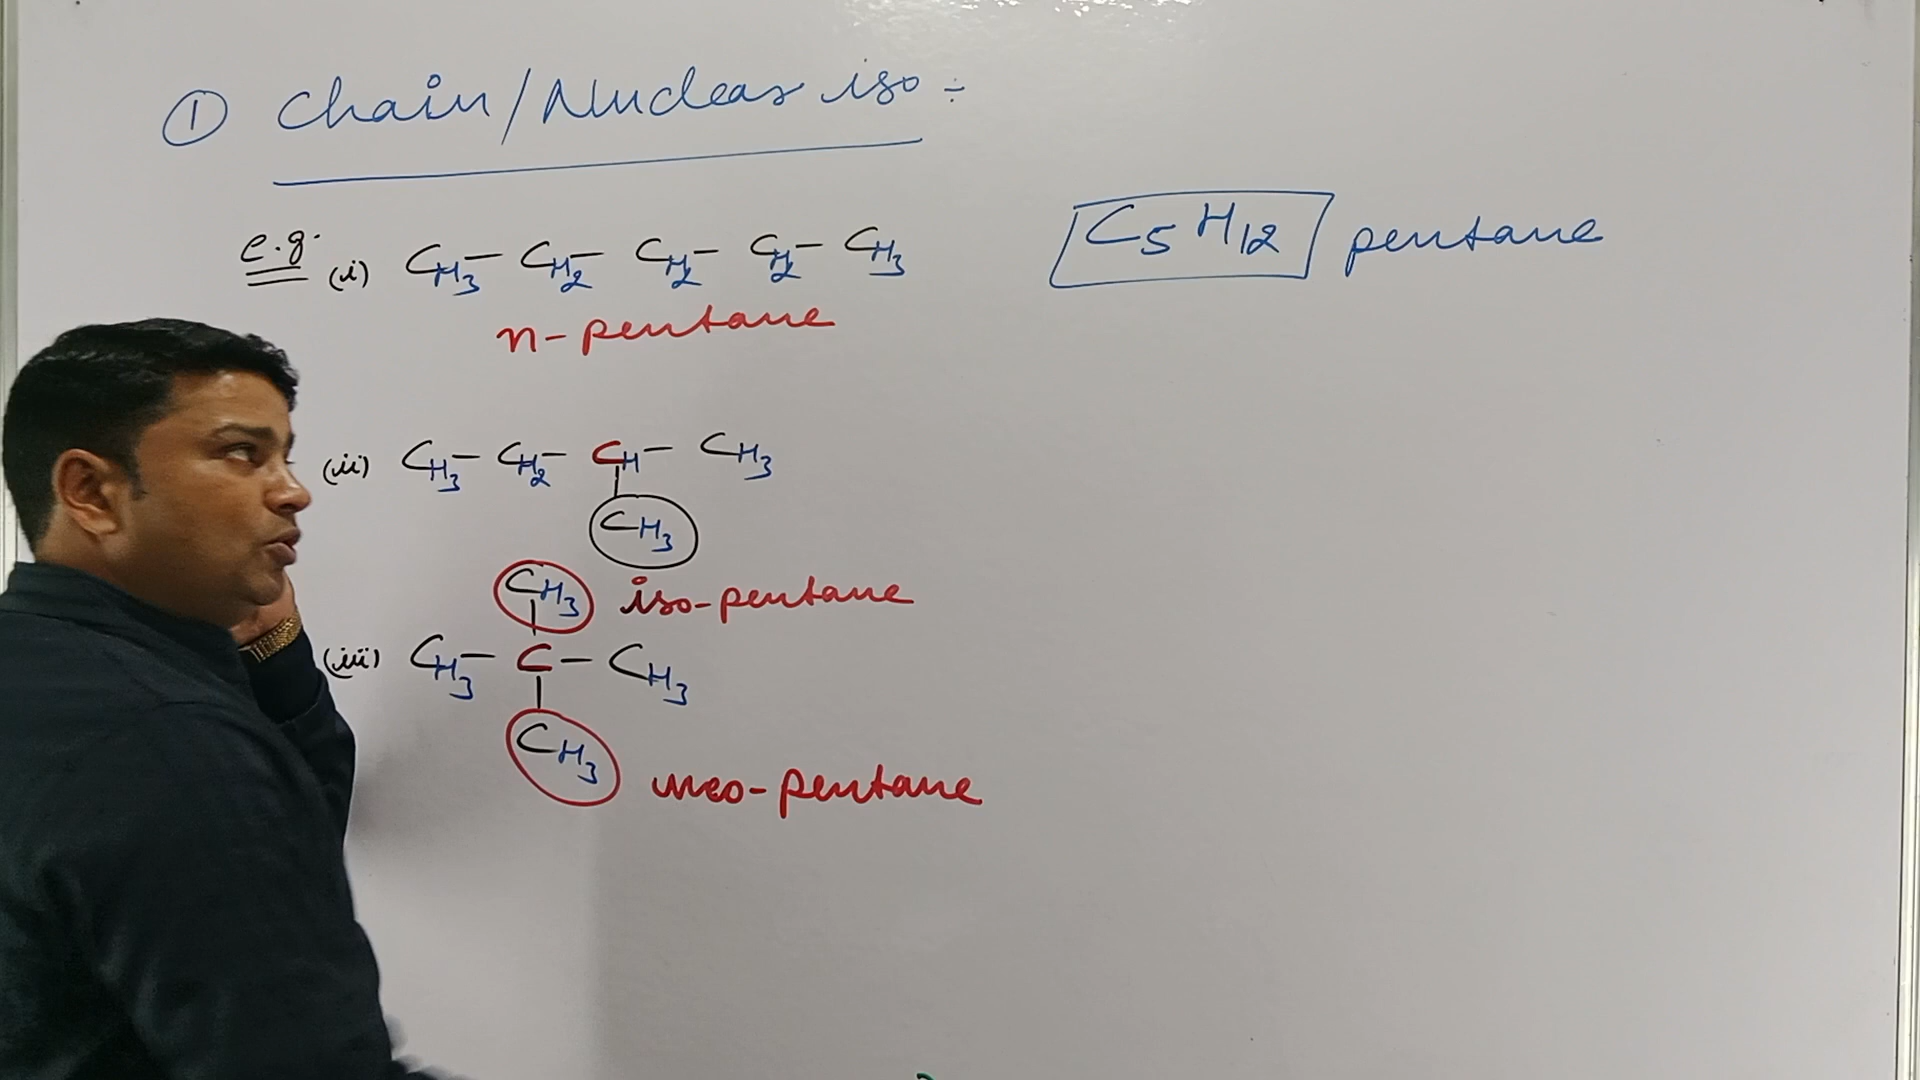 ① Chain/Nuclear iso ÷
e.g. (i) CH3 – CH2 – CH2 – CH2 – CH3
C5H12 pentane
n-pentane
(ii) CH3 – CH2 – CH – CH3
CH3
iso-pentane
CH3
(iii) CH3 – C – CH3
CH3
neo-pentane